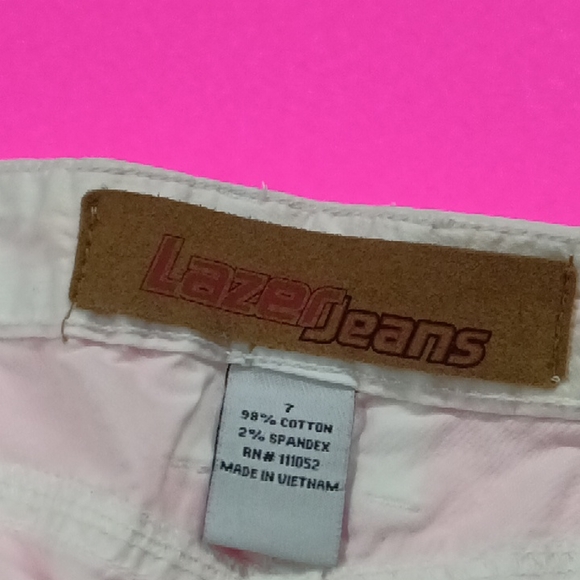 Lazer Jeans
7
98% COTTON
2% SPANDEX
RN# 111052
MADE IN VIETNAM